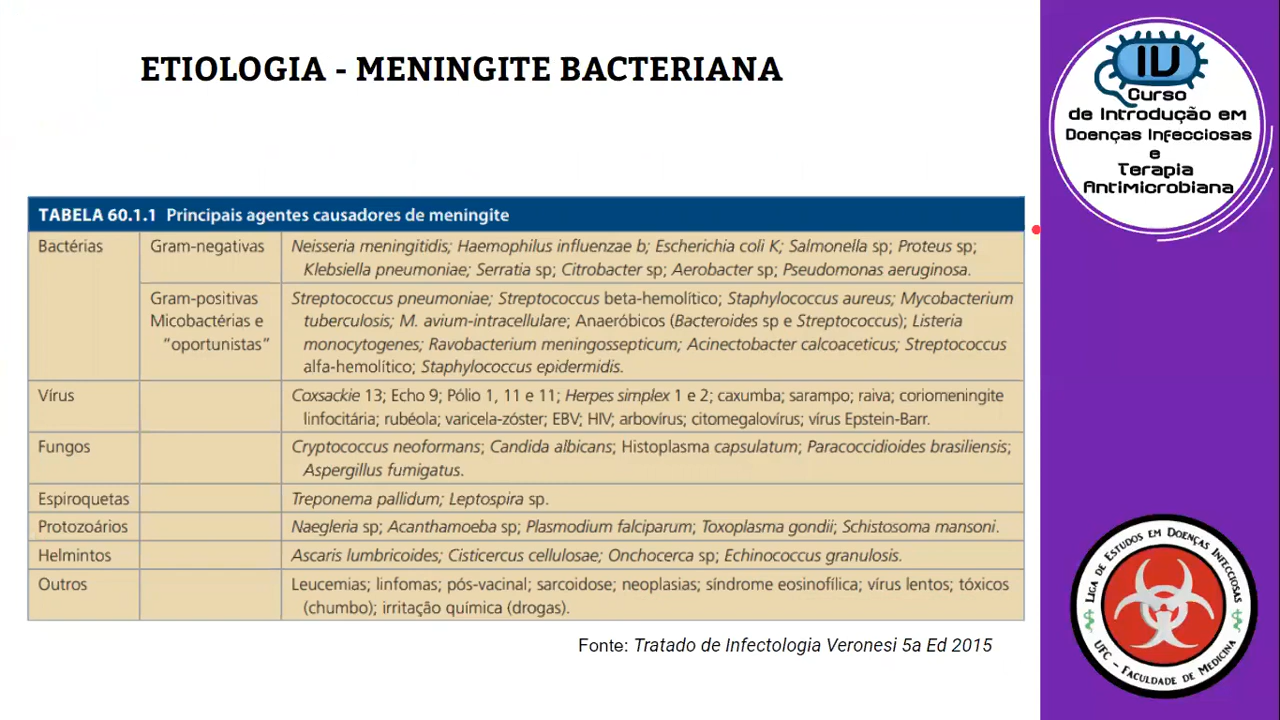 ETIOLOGIA - MENINGITE BACTERIANA
IV
Curso
de Introdução em
Doenças Infecciosas
e
Terapia
Antimicrobiana
TABELA 60.1.1 Principais agentes causadores de meningite
Bactérias
Gram-negativas
Neisseria meningitidis; Haemophilus influenzae b; Escherichia coli K; Salmonella sp; Proteus sp;
Klebsiella pneumoniae; Serratia sp; Citrobacter sp; Aerobacter sp; Pseudomonas aeruginosa.
Gram-positivas
Micobactérias e
“oportunistas”
Streptococcus pneumoniae; Streptococcus beta-hemolítico; Staphylococcus aureus; Mycobacterium
tuberculosis; M. avium-intracellulare; Anaeróbicos (Bacteroides sp e Streptococcus); Listeria
monocytogenes; Ravobacterium meningossepticum; Acinectobacter calcoaceticus; Streptococcus
alfa-hemolítico; Staphylococcus epidermidis.
Vírus
Coxsackie 13; Echo 9; Pólio 1, 11 e 11; Herpes simplex 1 e 2; caxumba; sarampo; raiva; coriomeningite
linfocitária; rubéola; varicela-zóster; EBV; HIV; arbovírus; citomegalovírus; vírus Epstein-Barr.
Fungos
Cryptococcus neoformans; Candida albicans; Histoplasma capsulatum; Paracoccidioides brasiliensis;
Aspergillus fumigatus.
Espiroquetas
Treponema pallidum; Leptospira sp.
Protozoários
Naegleria sp; Acanthamoeba sp; Plasmodium falciparum; Toxoplasma gondii; Schistosoma mansoni.
Helmintos
Ascaris lumbricoides; Cisticercus cellulosae; Onchocerca sp; Echinococcus granulosis.
Outros
Leucemias; linfomas; pós-vacinal; sarcoidose; neoplasias; síndrome eosinofílica; vírus lentos; tóxicos
(chumbo); irritação química (drogas).
Fonte: Tratado de Infectologia Veronesi 5a Ed 2015
LIGA DE ESTUDOS EM DOENÇAS INFECCIOSAS
UFC - FACULDADE DE MEDICINA